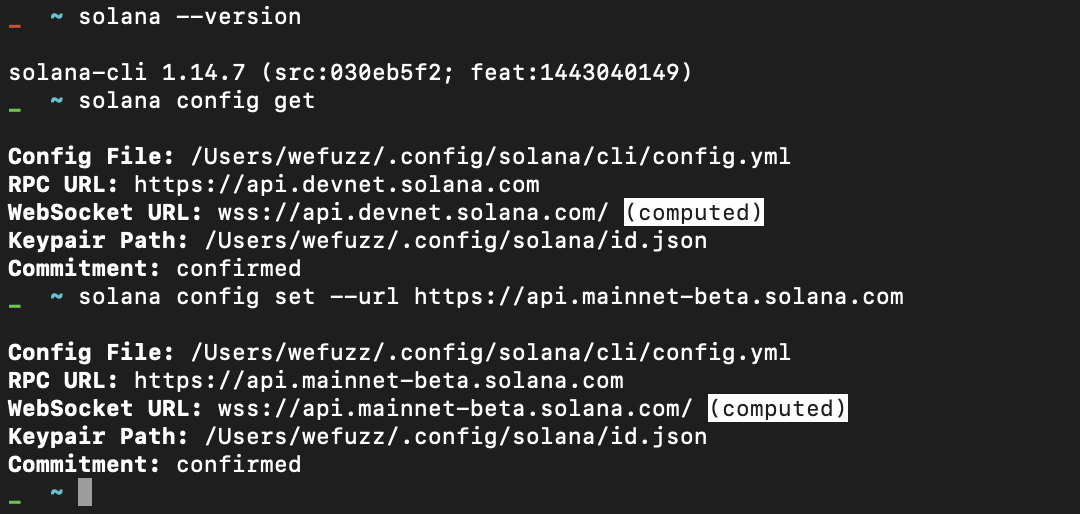 _ ~ solana --version
solana-cli 1.14.7 (src:030eb5f2; feat:1443040149)
_ ~ solana config get
Config File: /Users/wefuzz/.config/solana/cli/config.yml
RPC URL: https://api.devnet.solana.com
WebSocket URL: wss://api.devnet.solana.com/ (computed)
Keypair Path: /Users/wefuzz/.config/solana/id.json
Commitment: confirmed
_ ~ solana config set --url https://api.mainnet-beta.solana.com
Config File: /Users/wefuzz/.config/solana/cli/config.yml
RPC URL: https://api.mainnet-beta.solana.com
WebSocket URL: wss://api.mainnet-beta.solana.com/ (computed)
Keypair Path: /Users/wefuzz/.config/solana/id.json
Commitment: confirmed
_ ~